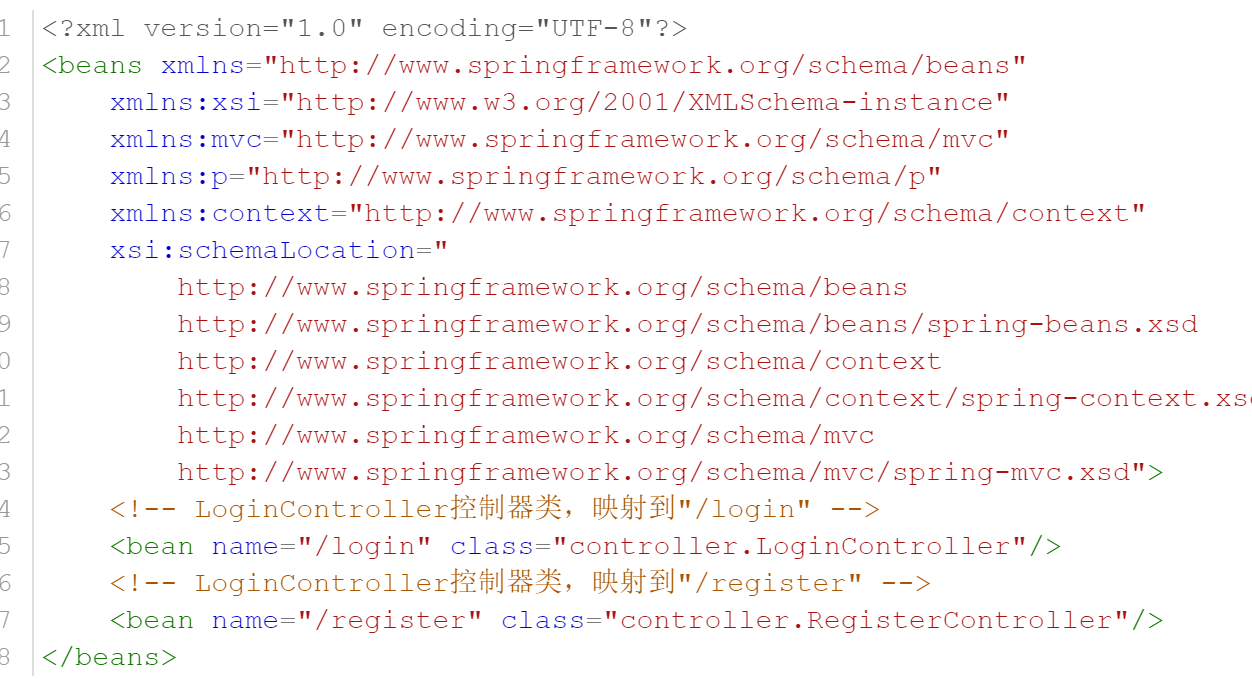 1 <?xml version="1.0" encoding="UTF-8"?>
2 <beans xmlns="http://www.springframework.org/schema/beans"
3     xmlns:xsi="http://www.w3.org/2001/XMLSchema-instance"
4     xmlns:mvc="http://www.springframework.org/schema/mvc"
5     xmlns:p="http://www.springframework.org/schema/p"
6     xmlns:context="http://www.springframework.org/schema/context"
7     xsi:schemaLocation="
8         http://www.springframework.org/schema/beans
9         http://www.springframework.org/schema/beans/spring-beans.xsd
0         http://www.springframework.org/schema/context
1         http://www.springframework.org/schema/context/spring-context.xsd
2         http://www.springframework.org/schema/mvc
3         http://www.springframework.org/schema/mvc/spring-mvc.xsd">
4     <!-- LoginController控制器类，映射到"/login" -->
5     <bean name="/login" class="controller.LoginController"/>
6     <!-- LoginController控制器类，映射到"/register" -->
7     <bean name="/register" class="controller.RegisterController"/>
8 </beans>